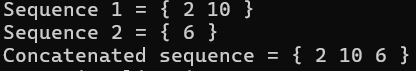 Sequence 1 = { 2 10 }
Sequence 2 = { 6 }
Concatenated sequence = { 2 10 6 }